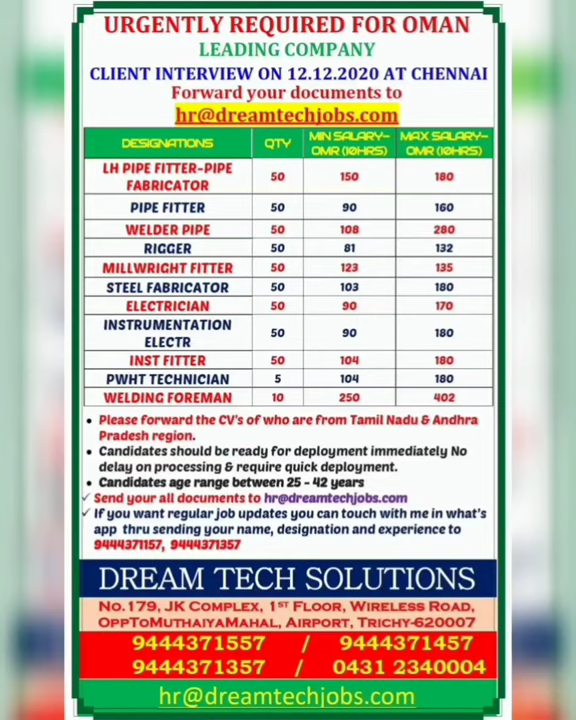 URGENTLY REQUIRED FOR OMAN
LEADING COMPANY
CLIENT INTERVIEW ON 12.12.2020 AT CHENNAI
Forward your documents to
hr@dreamtechjobs.com
DESIGNATIONS QTY MIN SALARY- OMR (10HRS) MAX SALARY- OMR (10HRS)
LH PIPE FITTER-PIPE FABRICATOR 50 150 180
PIPE FITTER 50 90 160
WELDER PIPE 50 108 280
RIGGER 50 81 132
MILLWRIGHT FITTER 50 123 135
STEEL FABRICATOR 50 103 180
ELECTRICIAN 50 90 170
INSTRUMENTATION ELECTR 50 90 180
INST FITTER 50 104 180
PWHT TECHNICIAN 5 104 180
WELDING FOREMAN 10 250 402
• Please forward the CV's of who are from Tamil Nadu & Andhra
Pradesh region.
• Candidates should be ready for deployment immediately No
delay on processing & require quick deployment.
• Candidates age range between 25 - 42 years
✓ Send your all documents to hr@dreamtechjobs.com
✓ If you want regular job updates you can touch with me in what's
app thru sending your name, designation and experience to
9444371157, 9444371357
DREAM TECH SOLUTIONS
No.179, JK Complex, 1st Floor, Wireless Road,
OppToMuthaiyaMahal, Airport, Trichy-620007
9444371557 / 9444371457
9444371357 / 0431 2340004
hr@dreamtechjobs.com